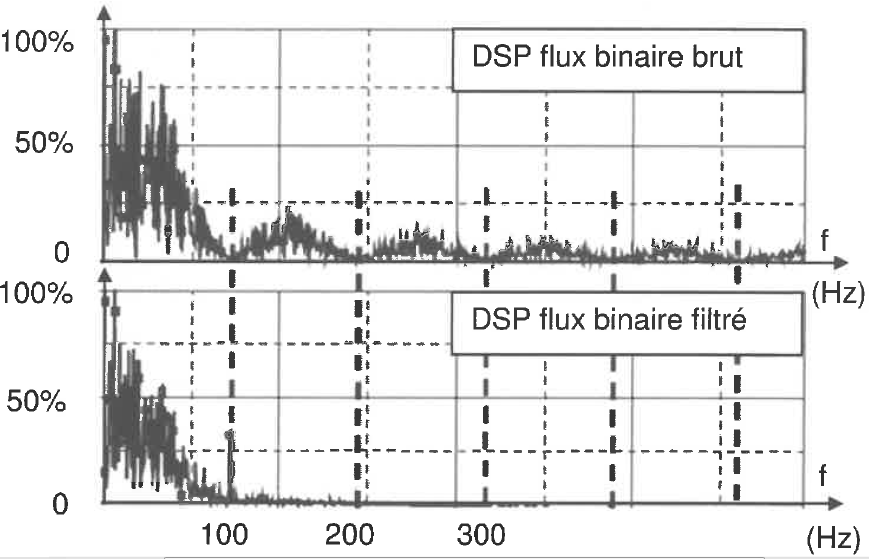 100%
DSP flux binaire brut
50%
0
f
(Hz)
100%
DSP flux binaire filtré
50%
0
f
100 200 300
(Hz)